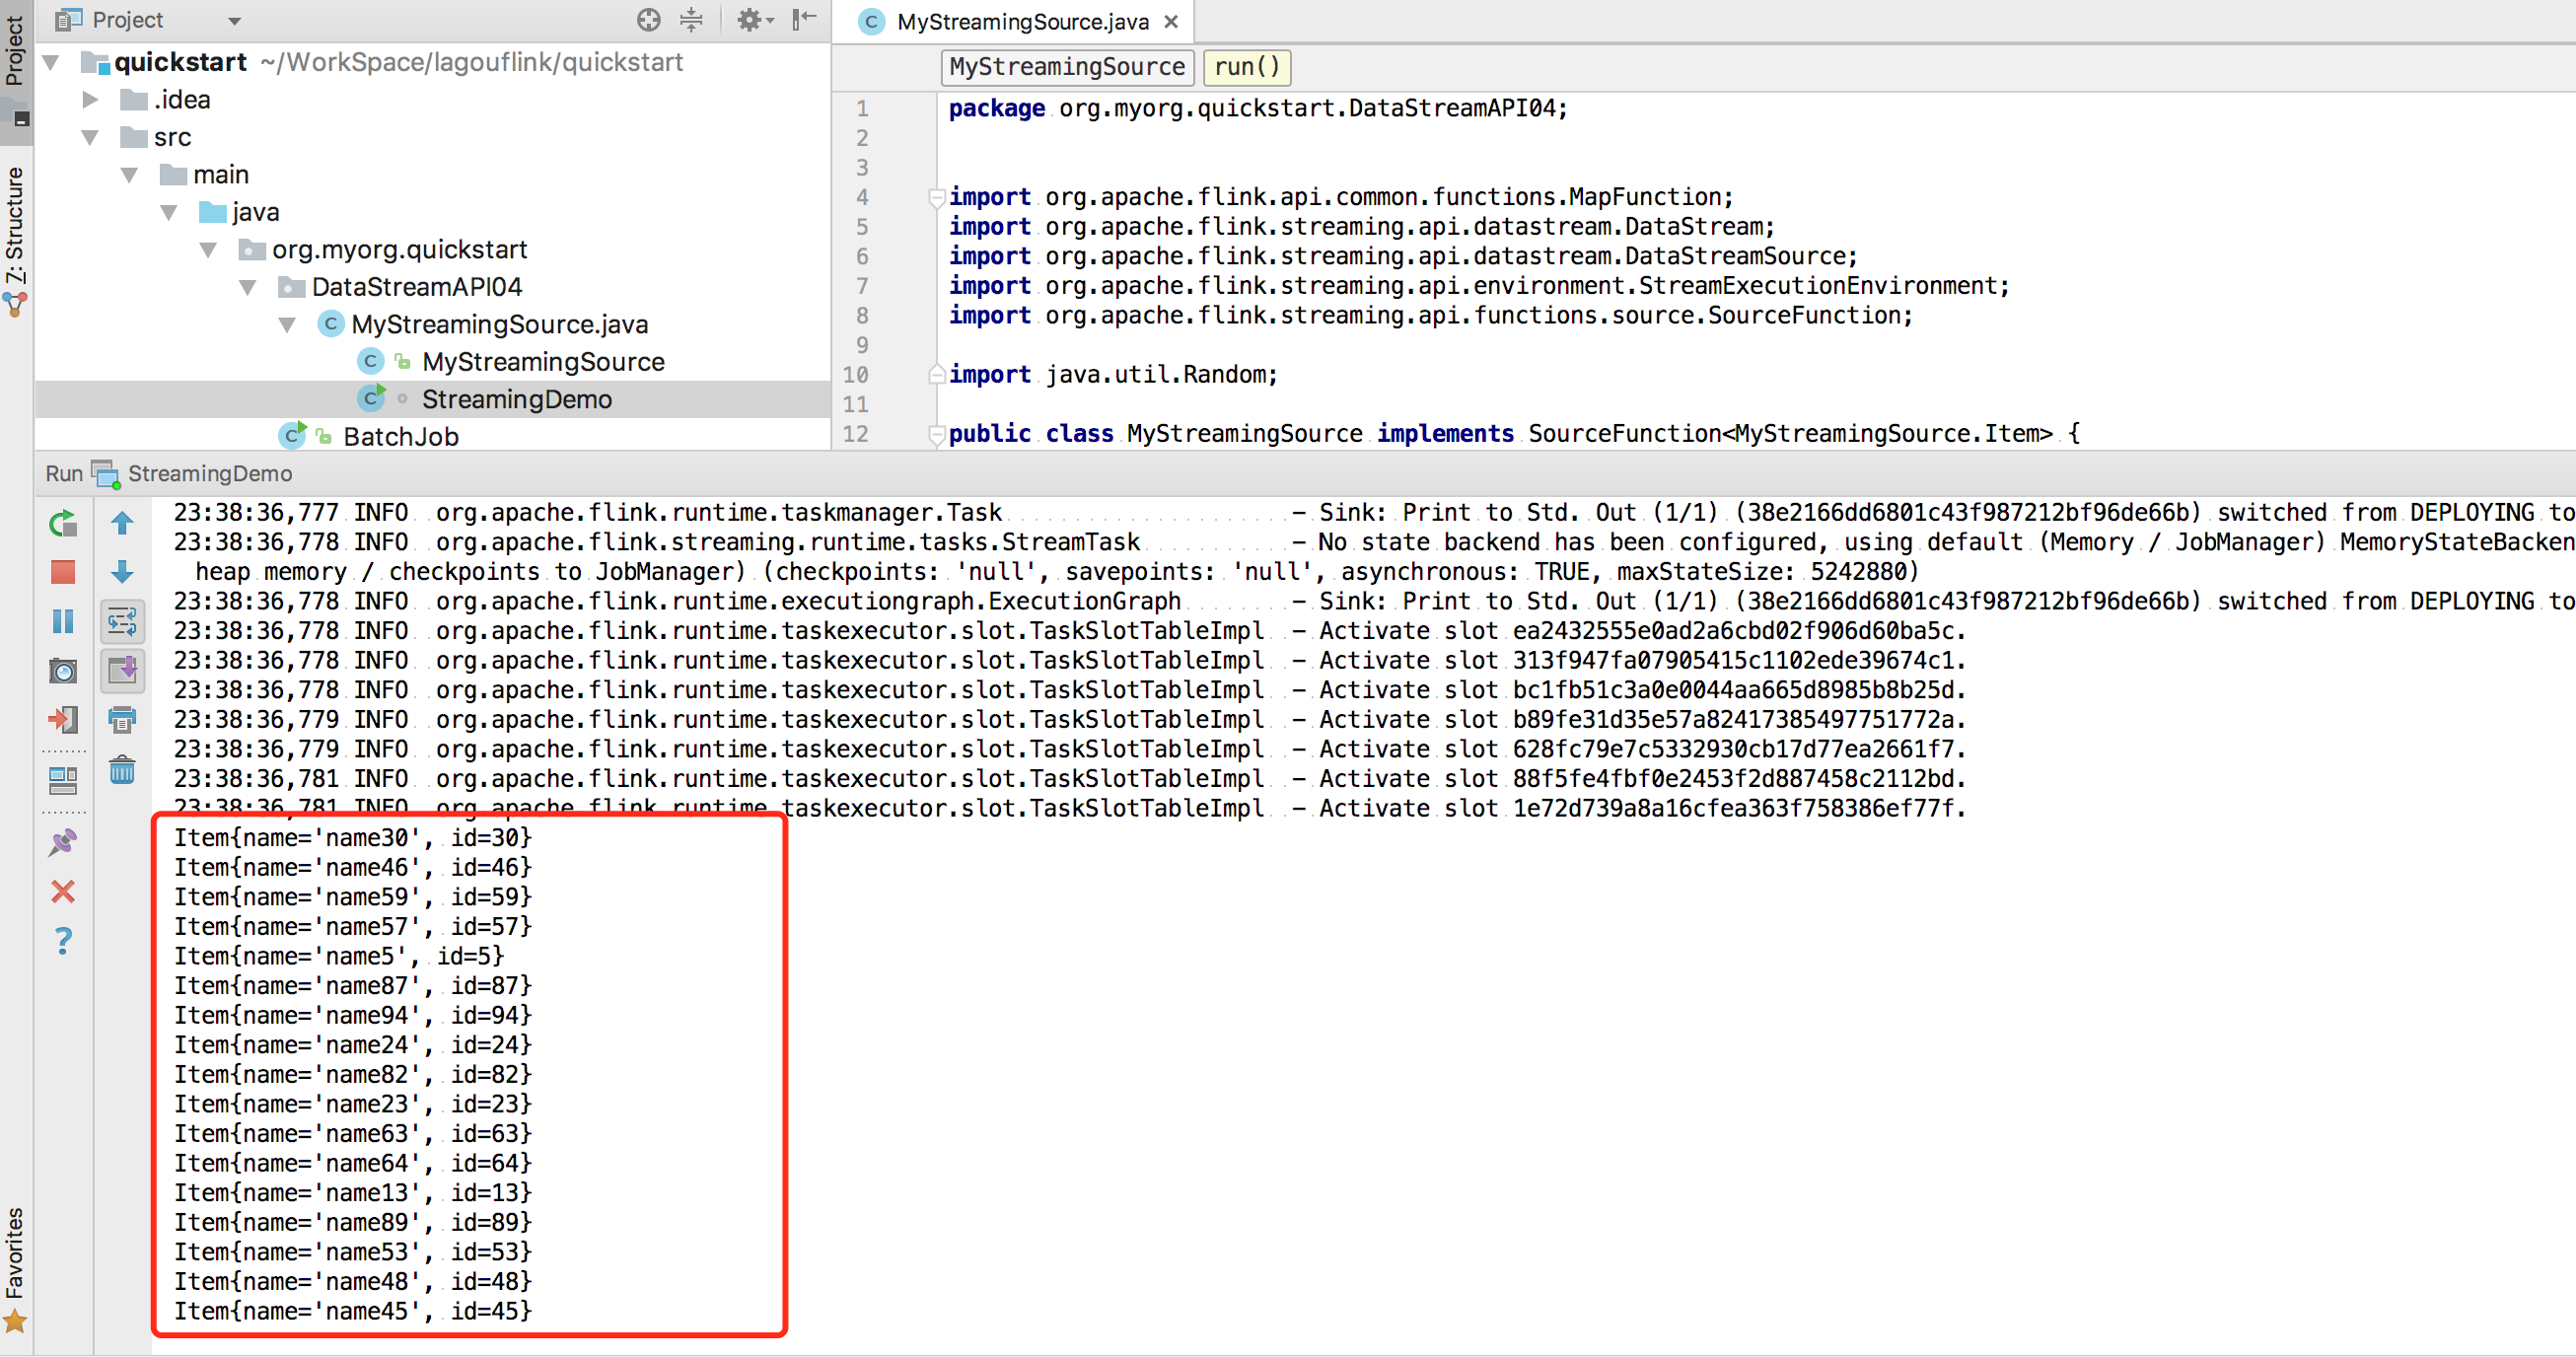 Project
Z: Structure
Favorites
Project
quickstart ~/WorkSpace/lagouflink/quickstart
.idea
src
main
java
org.myorg.quickstart
DataStreamAPI04
MyStreamingSource.java
MyStreamingSource
StreamingDemo
BatchJob
MyStreamingSource.java
MyStreamingSource run()
1 package org.myorg.quickstart.DataStreamAPI04;
2
3
4 import org.apache.flink.api.common.functions.MapFunction;
5 import org.apache.flink.streaming.api.datastream.DataStream;
6 import org.apache.flink.streaming.api.datastream.DataStreamSource;
7 import org.apache.flink.streaming.api.environment.StreamExecutionEnvironment;
8 import org.apache.flink.streaming.api.functions.source.SourceFunction;
9
10 import java.util.Random;
11
12 public class MyStreamingSource implements SourceFunction<MyStreamingSource.Item> {
Run StreamingDemo
23:38:36,777 INFO org.apache.flink.runtime.taskmanager.Task - Sink: Print to Std. Out (1/1) (38e2166dd6801c43f987212bf96de66b) switched from DEPLOYING to
23:38:36,778 INFO org.apache.flink.streaming.runtime.tasks.StreamTask - No state backend has been configured, using default (Memory / JobManager) MemoryStateBacken
heap memory / checkpoints to JobManager) (checkpoints: 'null', savepoints: 'null', asynchronous: TRUE, maxStateSize: 5242880)
23:38:36,778 INFO org.apache.flink.runtime.executiongraph.ExecutionGraph - Sink: Print to Std. Out (1/1) (38e2166dd6801c43f987212bf96de66b) switched from DEPLOYING to
23:38:36,778 INFO org.apache.flink.runtime.taskexecutor.slot.TaskSlotTableImpl - Activate slot ea2432555e0ad2a6cbd02f906d60ba5c.
23:38:36,778 INFO org.apache.flink.runtime.taskexecutor.slot.TaskSlotTableImpl - Activate slot 313f947fa07905415c1102ede39674c1.
23:38:36,778 INFO org.apache.flink.runtime.taskexecutor.slot.TaskSlotTableImpl - Activate slot bc1fb51c3a0e0044aa665d8985b8b25d.
23:38:36,779 INFO org.apache.flink.runtime.taskexecutor.slot.TaskSlotTableImpl - Activate slot b89fe31d35e57a82417385497751772a.
23:38:36,779 INFO org.apache.flink.runtime.taskexecutor.slot.TaskSlotTableImpl - Activate slot 628fc79e7c5332930cb17d77ea2661f7.
23:38:36,781 INFO org.apache.flink.runtime.taskexecutor.slot.TaskSlotTableImpl - Activate slot 88f5fe4fbf0e2453f2d887458c2112bd.
23:38:36,781 INFO org.apache.flink.runtime.taskexecutor.slot.TaskSlotTableImpl - Activate slot 1e72d739a8a16cfea363f758386ef77f.
Item{name='name30', id=30}
Item{name='name46', id=46}
Item{name='name59', id=59}
Item{name='name57', id=57}
Item{name='name5', id=5}
Item{name='name87', id=87}
Item{name='name94', id=94}
Item{name='name24', id=24}
Item{name='name82', id=82}
Item{name='name23', id=23}
Item{name='name63', id=63}
Item{name='name64', id=64}
Item{name='name13', id=13}
Item{name='name89', id=89}
Item{name='name53', id=53}
Item{name='name48', id=48}
Item{name='name45', id=45}